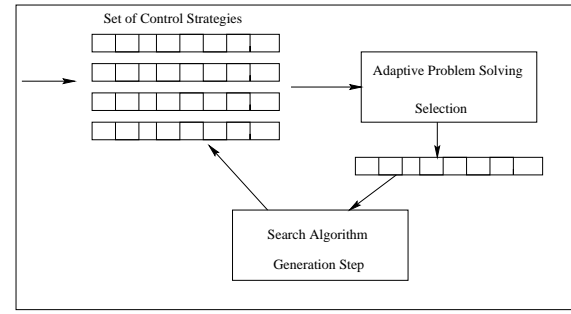 Set of Control Strategies
Adaptive Problem Solving
Selection
Search Algorithm
Generation Step